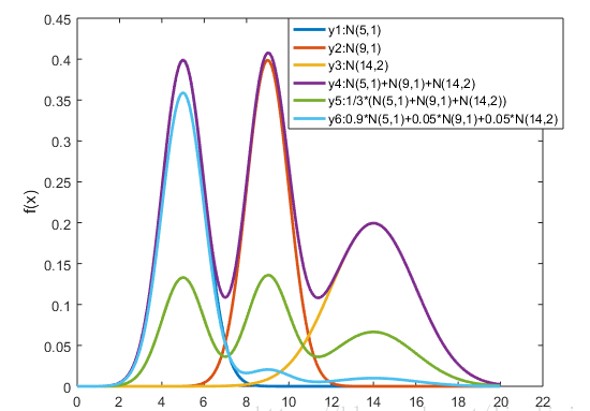 0.45
0.4
0.35
0.3
0.25
0.2
0.15
0.1
0.05
0
f(x)
y1:N(5,1)
y2:N(9,1)
y3:N(14,2)
y4:N(5,1)+N(9,1)+N(14,2)
y5:1/3*(N(5,1)+N(9,1)+N(14,2))
y6:0.9*N(5,1)+0.05*N(9,1)+0.05*N(14,2)
0 2 4 6 8 10 12 14 16 18 20 22